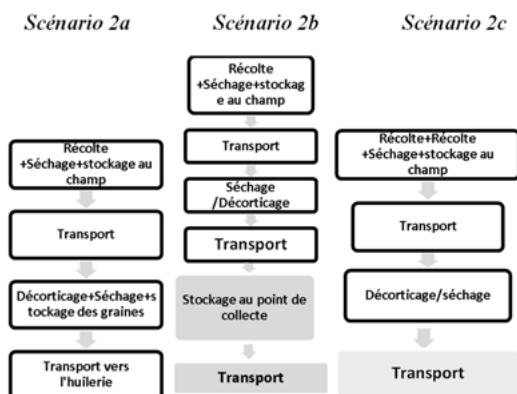 Scénario 2a
Scénario 2b
Scénario 2c
Récolte
+Séchage+stockage au
champ
Transport
Décorticage+Séchage+s
tockage des graines
Transport vers
l'huilerie
Récolte
+Séchage+stockag
e au champ
Transport
Séchage
/Décorticage
Transport
Stockage au point de
collecte
Transport
Récolte+Récolte
+Séchage+stockage au
champ
Transport
Décorticage/séchage
Transport